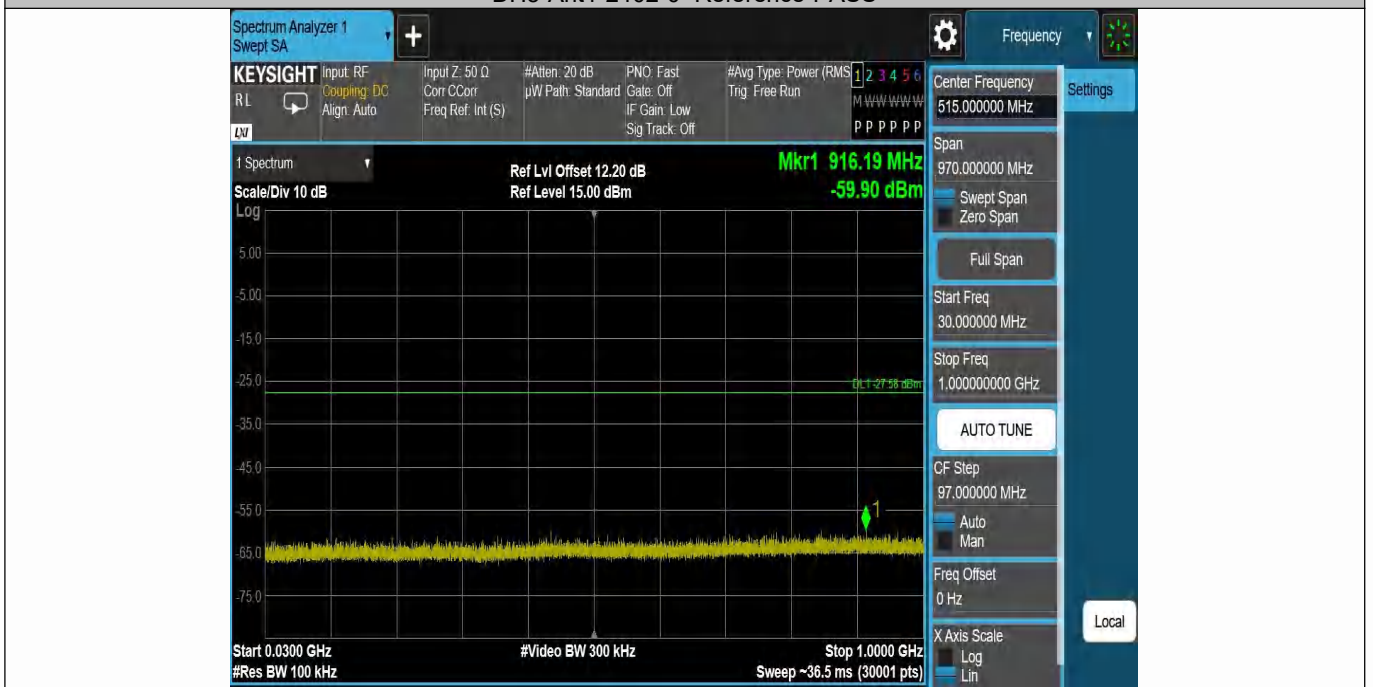 Spectrum Analyzer 1
Swept SA
+
Frequency
KEYSIGHT
RL
LXI
Input: RF
Coupling: DC
Align: Auto
Input Z: 50 Ω
Corr CCorr
Freq Ref: Int (S)
#Atten: 20 dB
µW Path: Standard
PNO: Fast
Gate: Off
IF Gain: Low
Sig Track: Off
#Avg Type: Power (RMS
Trig: Free Run
1 2 3 4 5 6
M W W W W W
P P P P P P
Center Frequency
515.000000 MHz
Settings
Span
970.000000 MHz
Swept Span
Zero Span
Full Span
Start Freq
30.000000 MHz
Stop Freq
1.000000000 GHz
AUTO TUNE
CF Step
97.000000 MHz
Auto
Man
Freq Offset
0 Hz
X Axis Scale
Log
Lin
Local
1 Spectrum
Scale/Div 10 dB
Log
Ref Lvl Offset 12.20 dB
Ref Level 15.00 dBm
Mkr1 916.19 MHz
-59.90 dBm
5.00
-5.00
-15.0
-25.0
DL1 -27.58 dBm
-35.0
-45.0
-55.0
1
-65.0
-75.0
Start 0.0300 GHz
#Res BW 100 kHz
#Video BW 300 kHz
Stop 1.0000 GHz
Sweep ~36.5 ms (30001 pts)